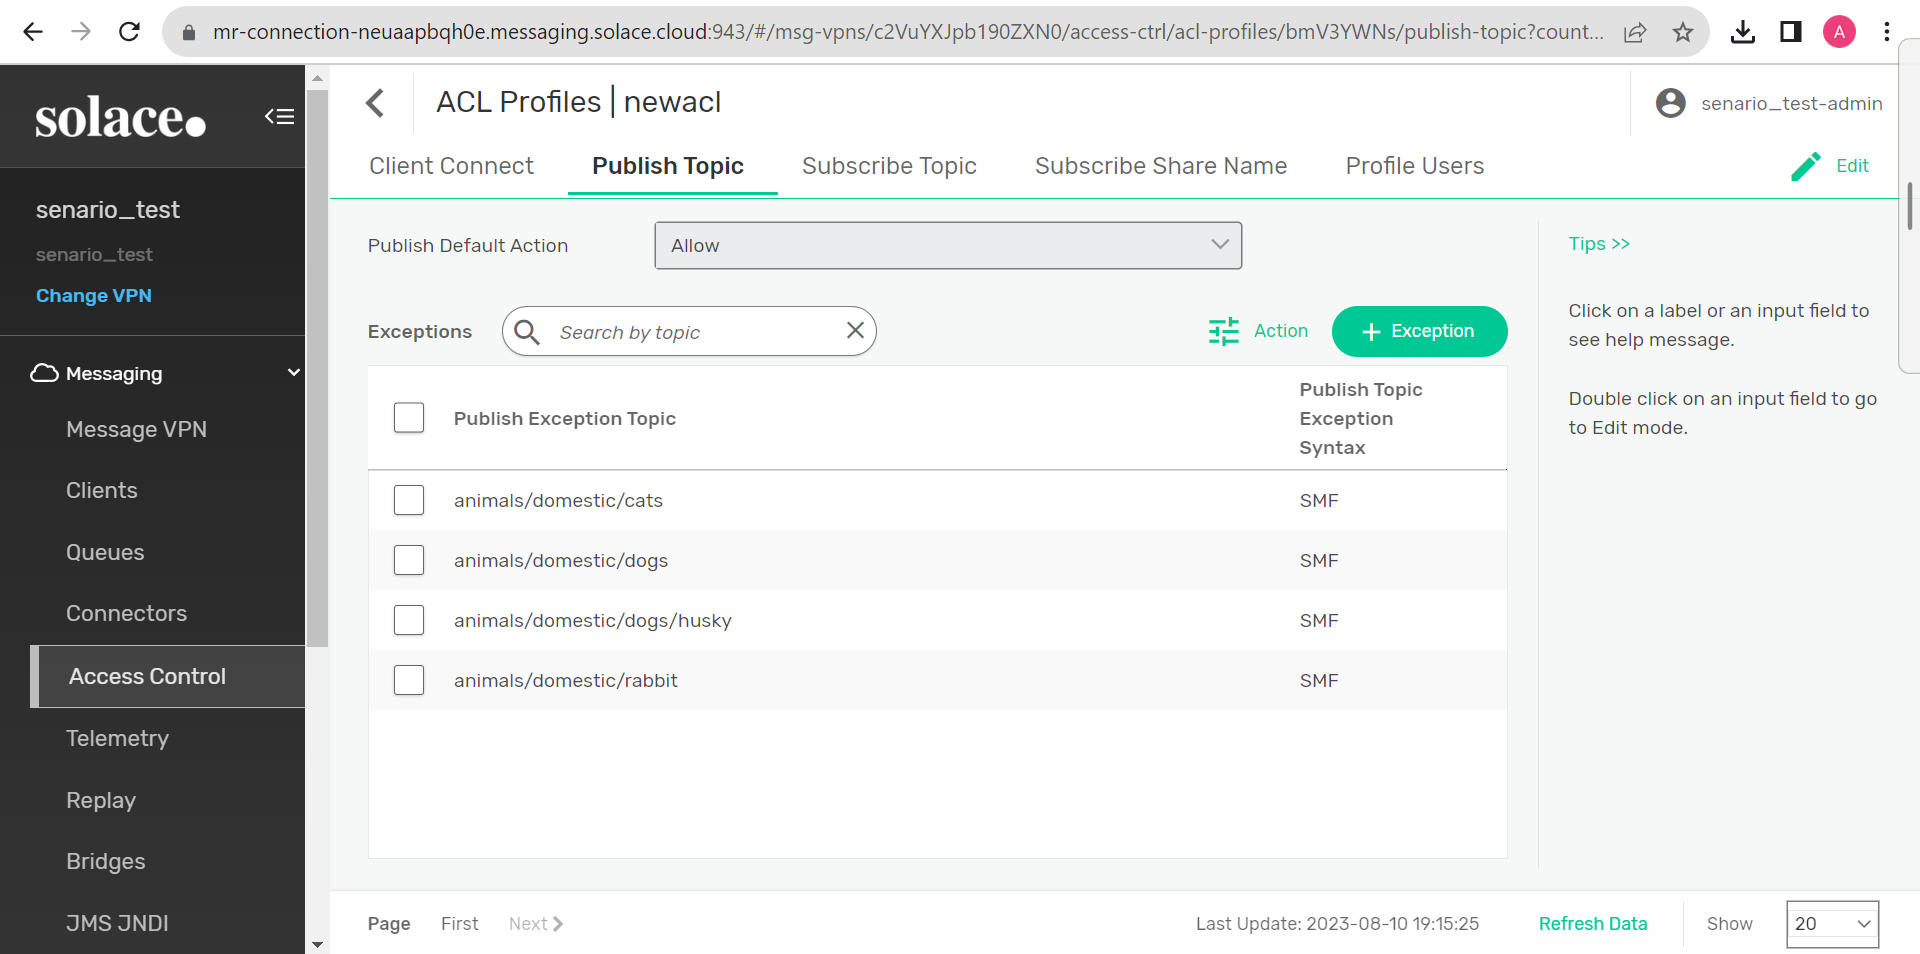 mr-connection-neuaapbqh0e.messaging.solace.cloud:943/#/msg-vpns/c2VuYXJpb190ZXN0/access-ctrl/acl-profiles/bmV3YWNs/publish-topic?count...
A
solace.
ACL Profiles | newacl
senario_test-admin
Client Connect
Publish Topic
Subscribe Topic
Subscribe Share Name
Profile Users
Edit
senario_test
senario_test
Change VPN
Messaging
Message VPN
Clients
Queues
Connectors
Access Control
Telemetry
Replay
Bridges
JMS JNDI
Publish Default Action
Allow
Exceptions
Search by topic
Action
+ Exception
Publish Exception Topic
Publish Topic
Exception
Syntax
animals/domestic/cats
SMF
animals/domestic/dogs
SMF
animals/domestic/dogs/husky
SMF
animals/domestic/rabbit
SMF
Tips >>
Click on a label or an input field to
see help message.
Double click on an input field to go
to Edit mode.
Page
First
Next
Last Update: 2023-08-10 19:15:25
Refresh Data
Show
20